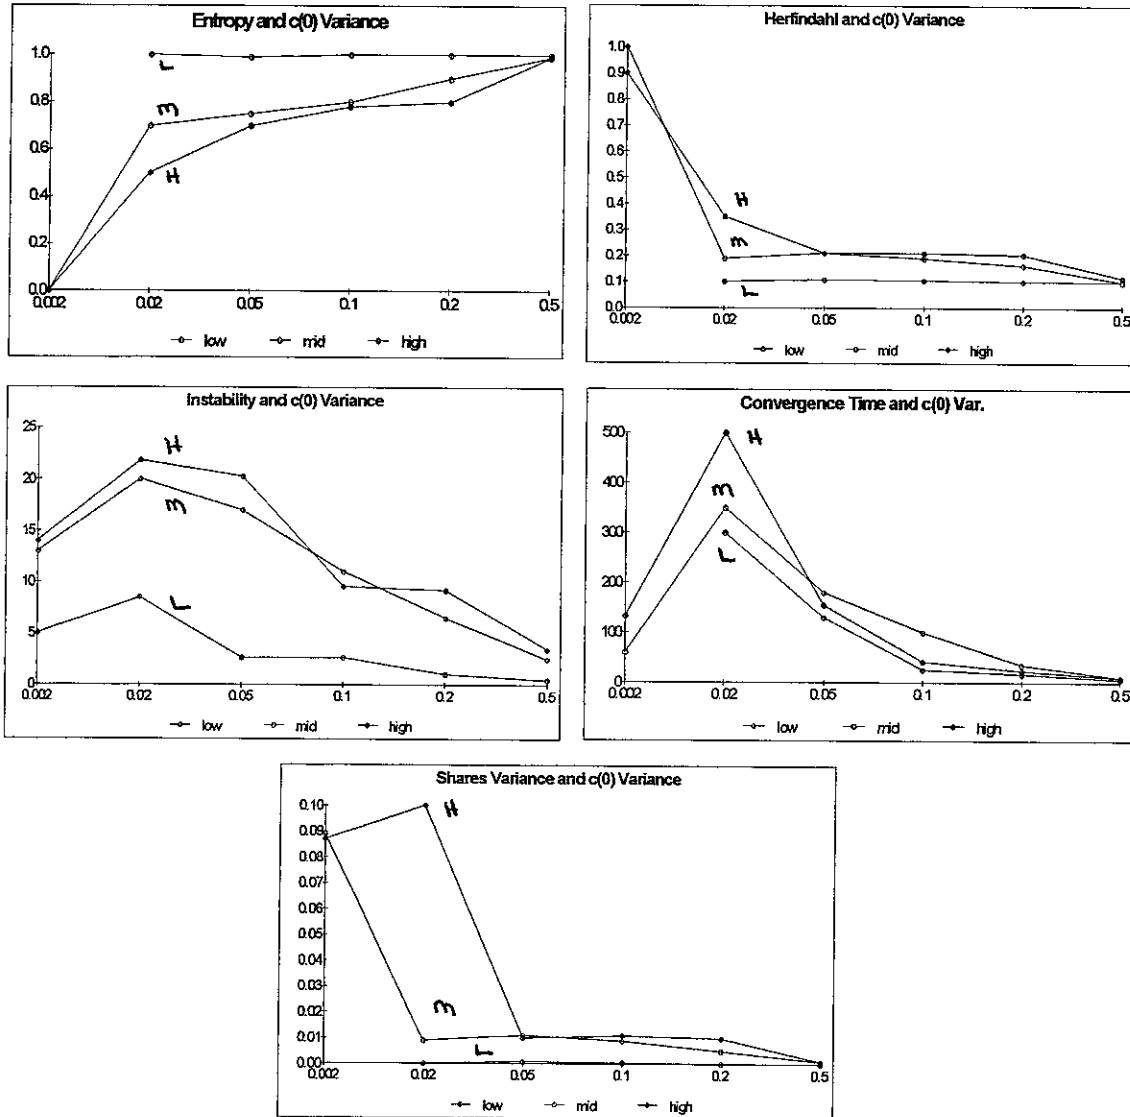 Entropy and c(0) Variance
1.0
0.8
0.6
0.4
0.2
0.0
L
M
H
0.002 0.02 0.05 0.1 0.2 0.5
low mid high
Herfindahl and c(0) Variance
1.0
0.9
0.8
0.7
0.6
0.5
0.4
0.3
0.2
0.1
0.0
H
M
L
0.002 0.02 0.05 0.1 0.2 0.5
low mid high
Instability and c(0) Variance
25
20
15
10
5
0
H
M
L
0.002 0.02 0.05 0.1 0.2 0.5
low mid high
Convergence Time and c(0) Var.
500
400
300
200
100
0
H
M
L
0.002 0.02 0.05 0.1 0.2 0.5
low mid high
Shares Variance and c(0) Variance
0.10
0.09
0.08
0.07
0.06
0.05
0.04
0.03
0.02
0.01
0.00
H
M
L
0.002 0.02 0.05 0.1 0.2 0.5
low mid high